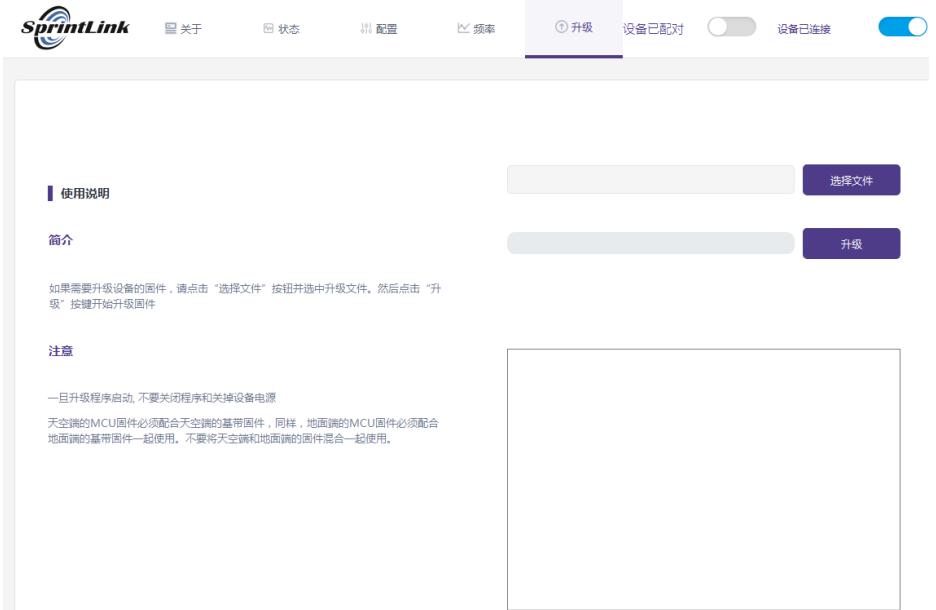 SprintLink
关于
状态
配置
频率
升级
设备已配对
设备已连接
选择文件
使用说明
简介
升级
如果需要升级设备的固件，请点击“选择文件”按钮并选中升级文件。然后点击“升
级”按键开始升级固件
注意
一旦升级程序启动, 不要关闭程序和关掉设备电源
天空端的MCU固件必须配合天空端的基带固件，同样，地面端的MCU固件必须配合
地面端的基带固件一起使用。不要将天空端和地面端的固件混合一起使用。